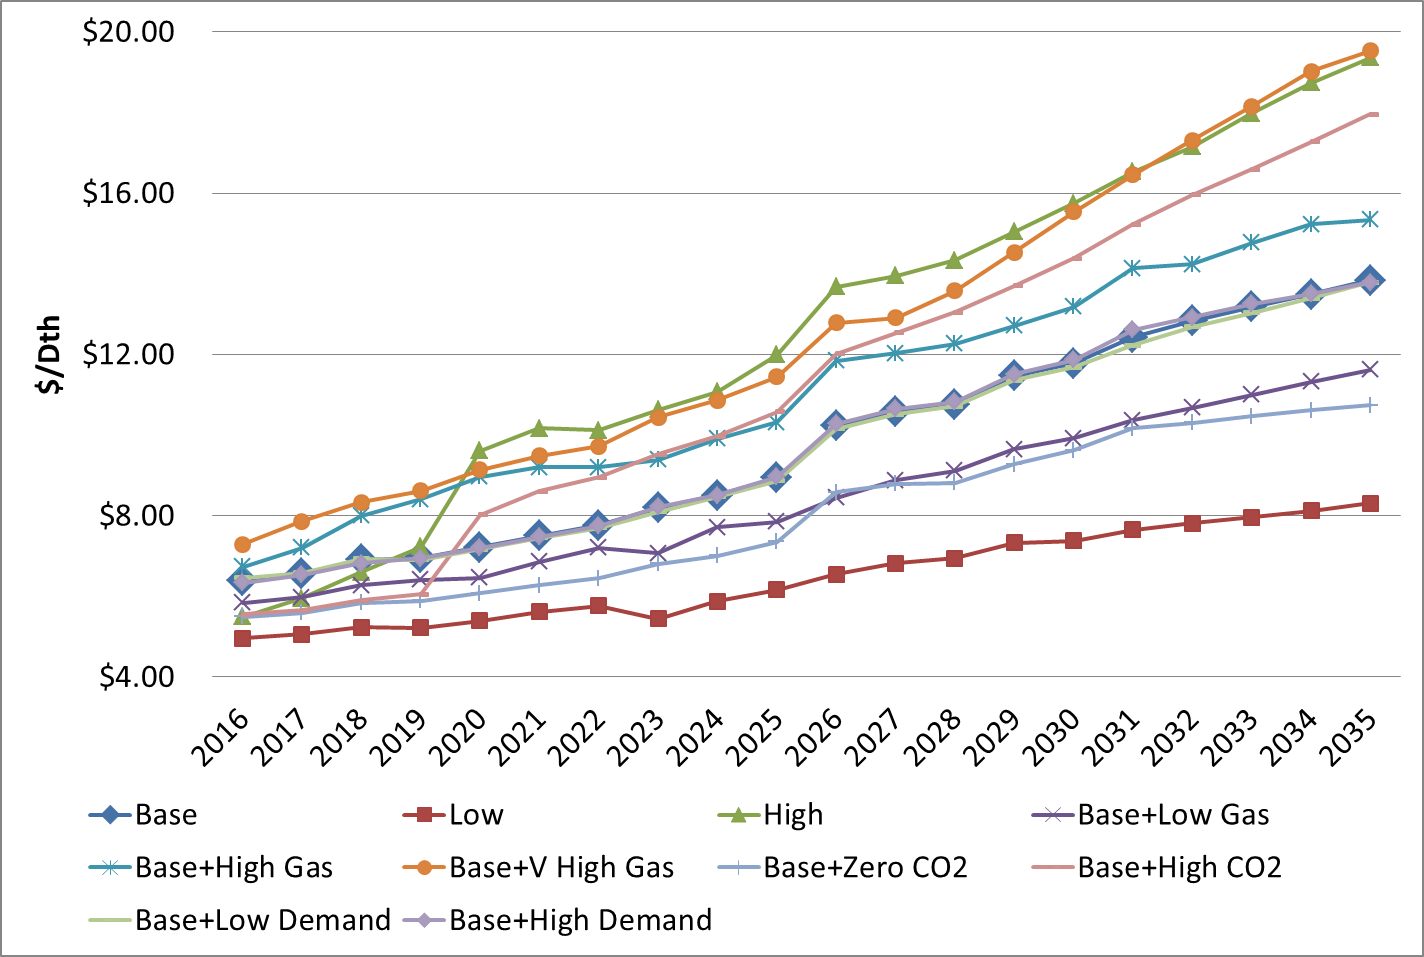 $20.00
$16.00
$12.00
$8.00
$4.00
$/Dth
2016 2017 2018 2019 2020 2021 2022 2023 2024 2025 2026 2027 2028 2029 2030 2031 2032 2033 2034 2035
Base Low High Base+Low Gas
Base+High Gas Base+V High Gas Base+Zero CO2 Base+High CO2
Base+Low Demand Base+High Demand